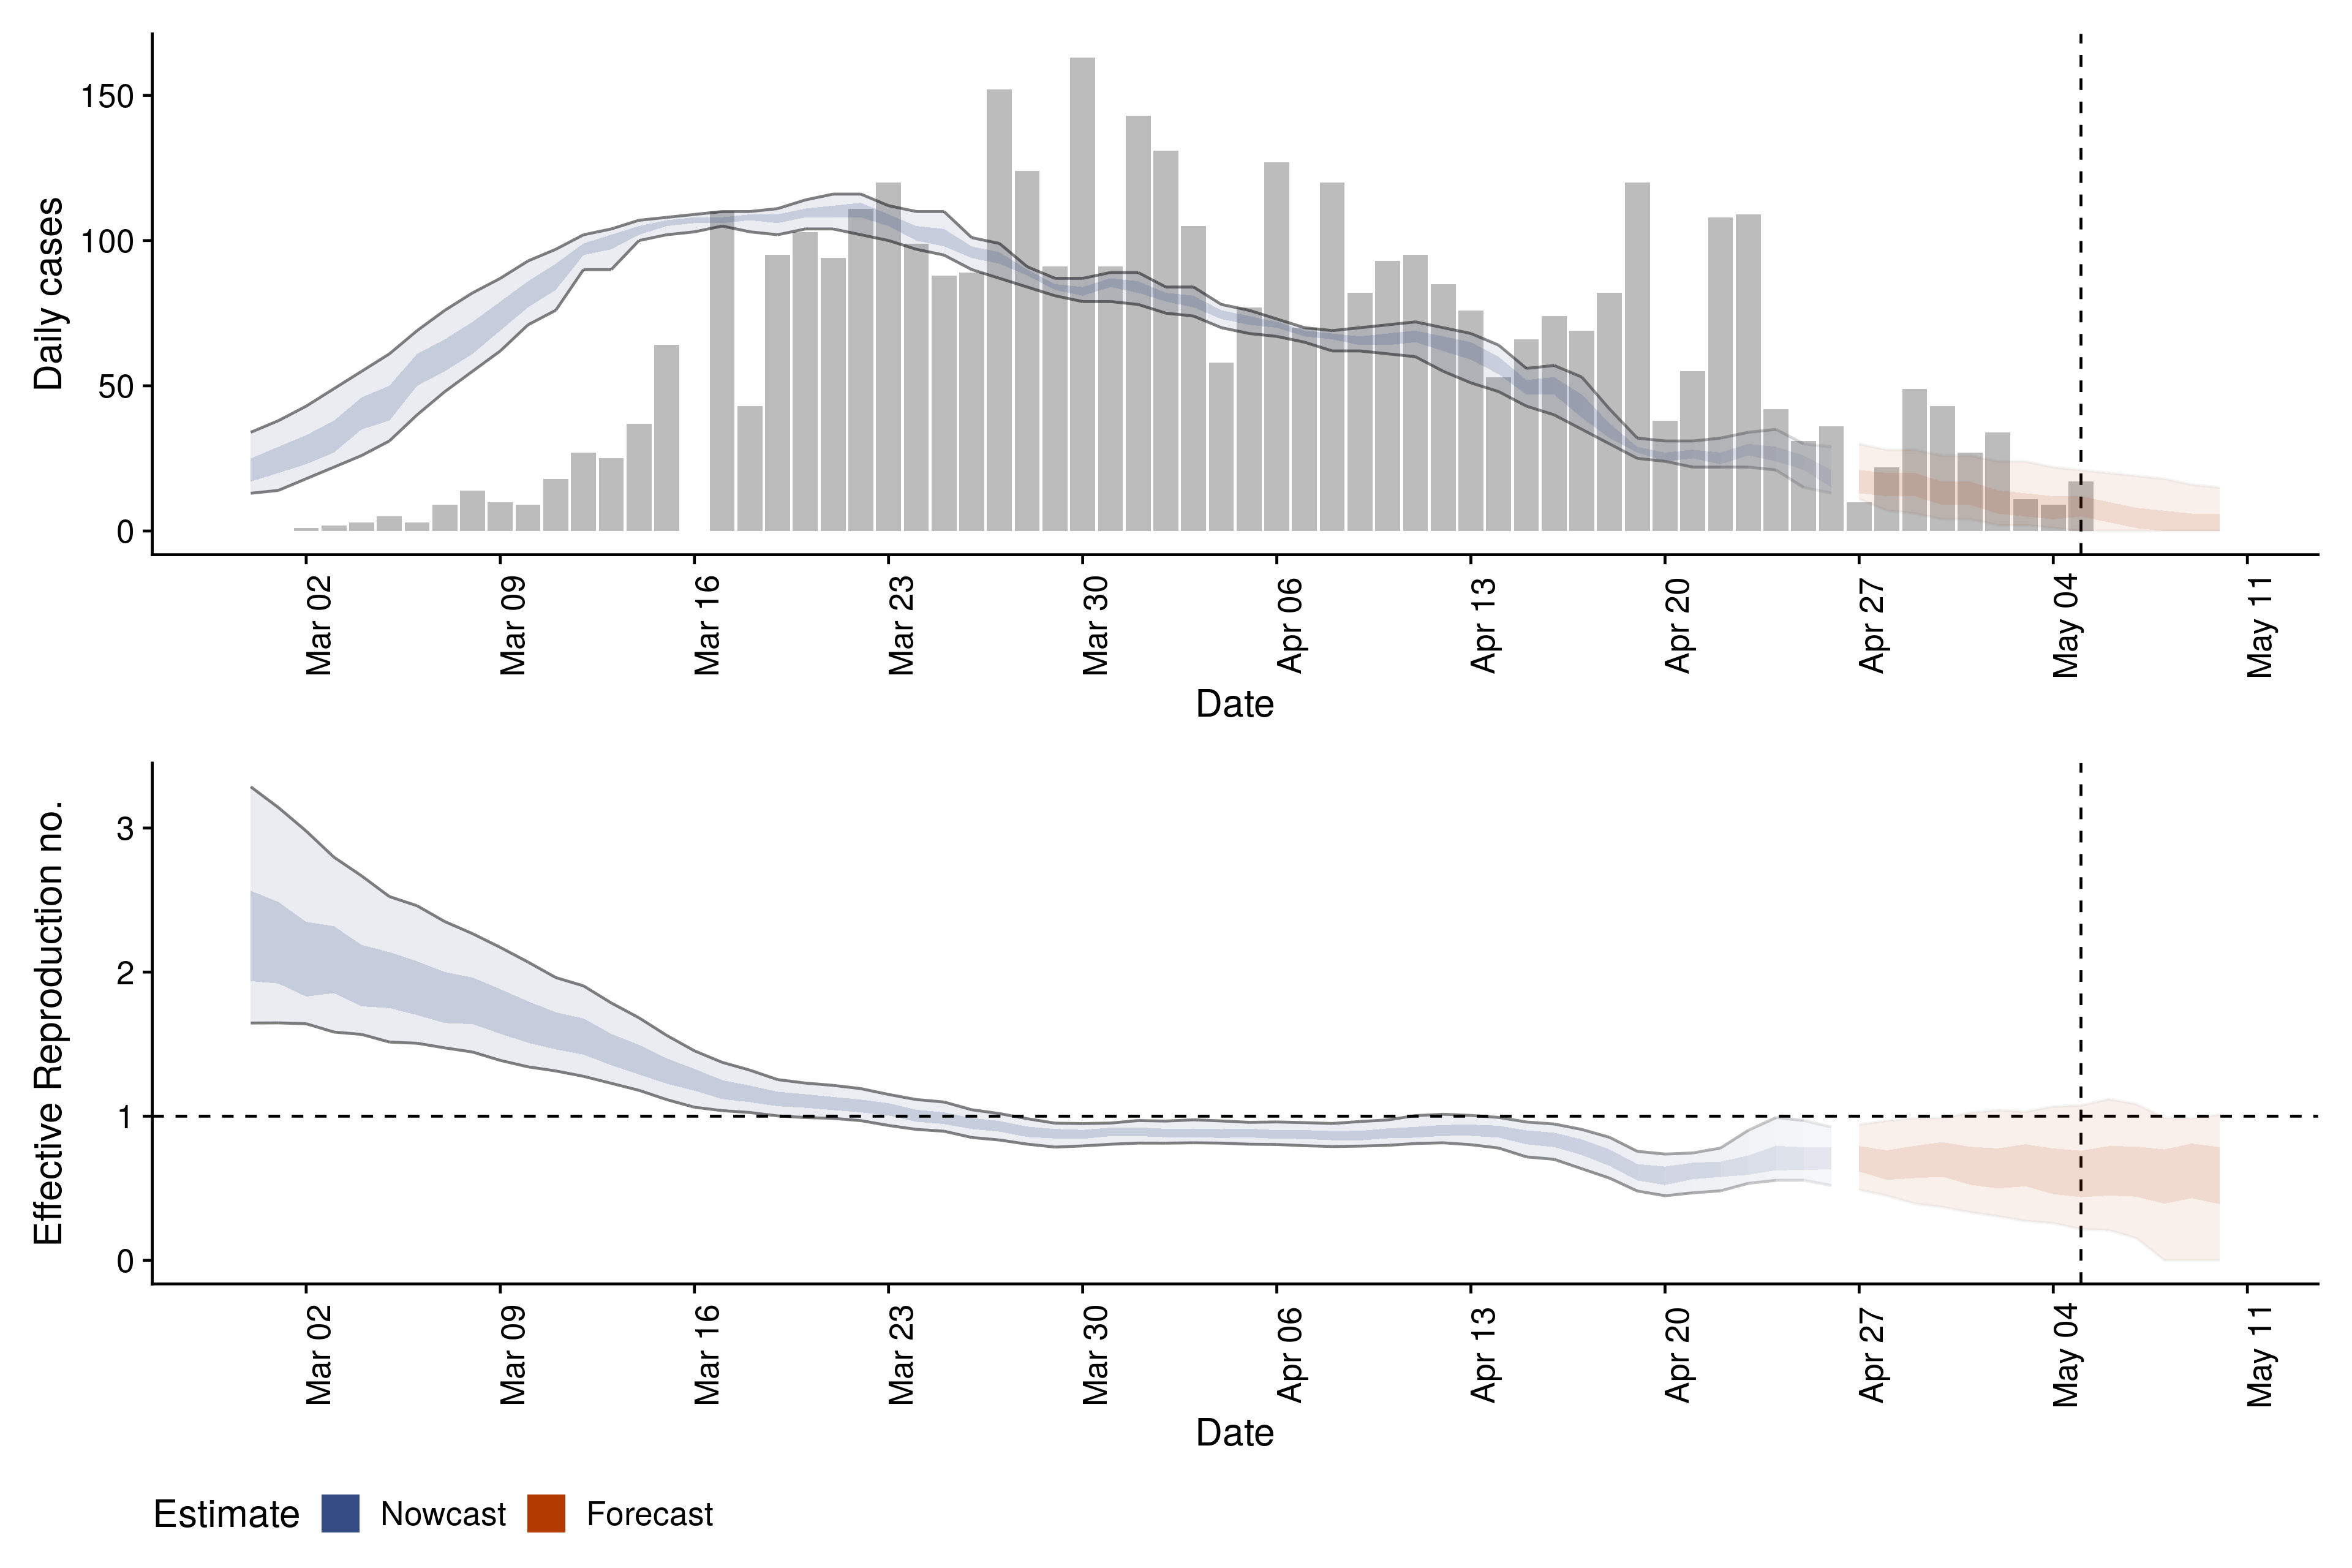 Daily cases
150
100
50
0
Mar 02
Mar 09
Mar 16
Mar 23
Mar 30
Apr 06
Apr 13
Apr 20
Apr 27
May 04
May 11
Date
Effective Reproduction no.
3
2
1
0
Mar 02
Mar 09
Mar 16
Mar 23
Mar 30
Apr 06
Apr 13
Apr 20
Apr 27
May 04
May 11
Date
Estimate Nowcast Forecast